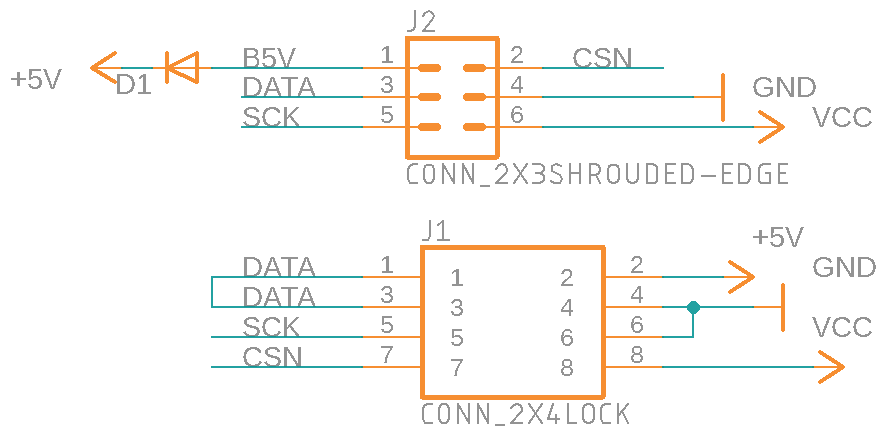 J2
B5V 1 2 CSN
+5V D1 DATA 3 4 GND
SCK 5 6 VCC
CONN_2X3SHROUDED-EDGE
J1
+5V
DATA 1 1 2 2 GND
DATA 3 3 4 4
SCK 5 5 6 6 VCC
CSN 7 7 8 8
CONN_2X4LOCK